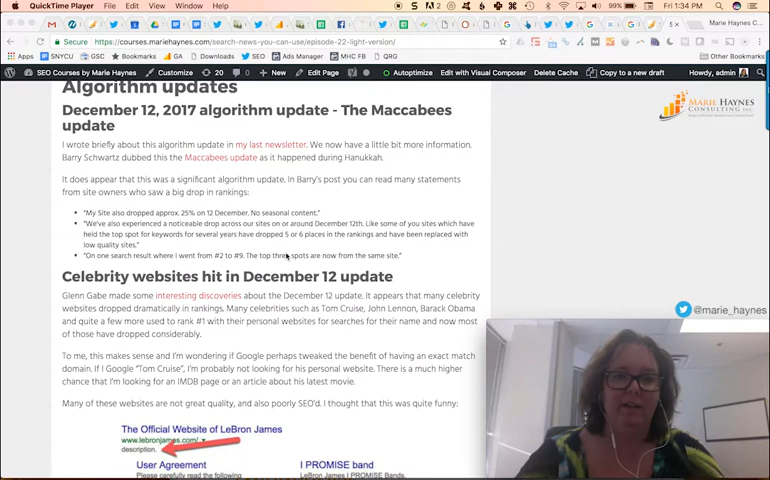 QuickTime Player File Edit View Window Help
2 99% Fri 1:34 PM
Marie Haynes
Secure https://courses.mariehaynes.com/search-news-you-can-use/episode-22-light-version/
Apps SNYCU GSC Bookmarks GA Downloads SEO Ads Manager MHC FB QRG Other Bookmarks
SEO Courses by Marie Haynes Customize 20 0 New Edit Page Autoptimize Edit with Visual Composer Delete Cache Copy to a new draft Howdy, admin
Algorithm updates
December 12, 2017 algorithm update - The Maccabees
update
I wrote briefly about this algorithm update in my last newsletter. We now have a little bit more information.
Barry Schwartz dubbed this the Maccabees update as it happened during Hanukkah.
It does appear that this was a significant algorithm update. In Barry's post you can read many statements
from site owners who saw a big drop in rankings:
"My Site also dropped approx. 25% on 12 December. No seasonal content."
"We've also experienced a noticeable drop across our sites on or around December 12th. Like some of you sites which have
held the top spot for keywords for several years have dropped 5 or 6 places in the rankings and have been replaced with
low quality sites."
"On one search result where I went from #2 to #9. The top three spots are now from the same site."
Celebrity websites hit in December 12 update
Glenn Gabe made some interesting discoveries about the December 12 update. It appears that many celebrity
websites dropped dramatically in rankings. Many celebrities such as Tom Cruise, John Lennon, Barack Obama
and quite a few more used to rank #1 with their personal websites for searches for their name and now most
of those have dropped considerably.
To me, this makes sense and I'm wondering if Google perhaps tweaked the benefit of having an exact match
domain. If I Google "Tom Cruise", I'm probably not looking for his personal website. There is a much higher
chance that I'm looking for an IMDB page or an article about his latest movie.
Many of these websites are not great quality, and also poorly SEO'd. I thought that this was quite funny:
The Official Website of LeBron James
www.lebronjames.com/
description.
User Agreement I PROMISE band
Please carefully read the following LeBron James I PROMISE Bands.
MARIE HAYNES
CONSULTING INC.
@marie_haynes